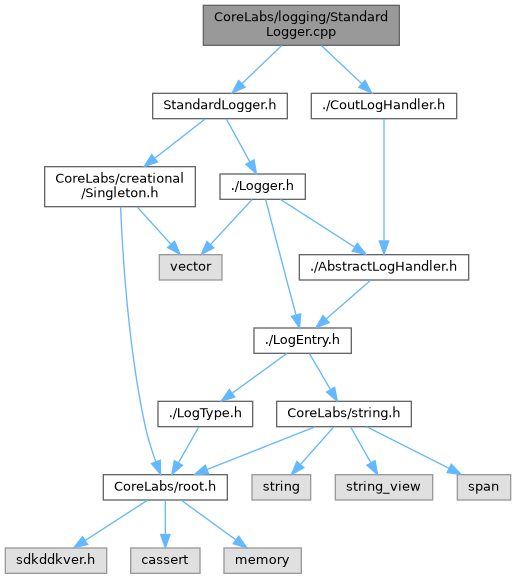 CoreLabs/logging/Standard
Logger.cpp
StandardLogger.h
./CoutLogHandler.h
CoreLabs/creational
/Singleton.h
./Logger.h
vector
./AbstractLogHandler.h
./LogEntry.h
./LogType.h
CoreLabs/string.h
CoreLabs/root.h
string
string_view
span
sdkddkver.h
cassert
memory